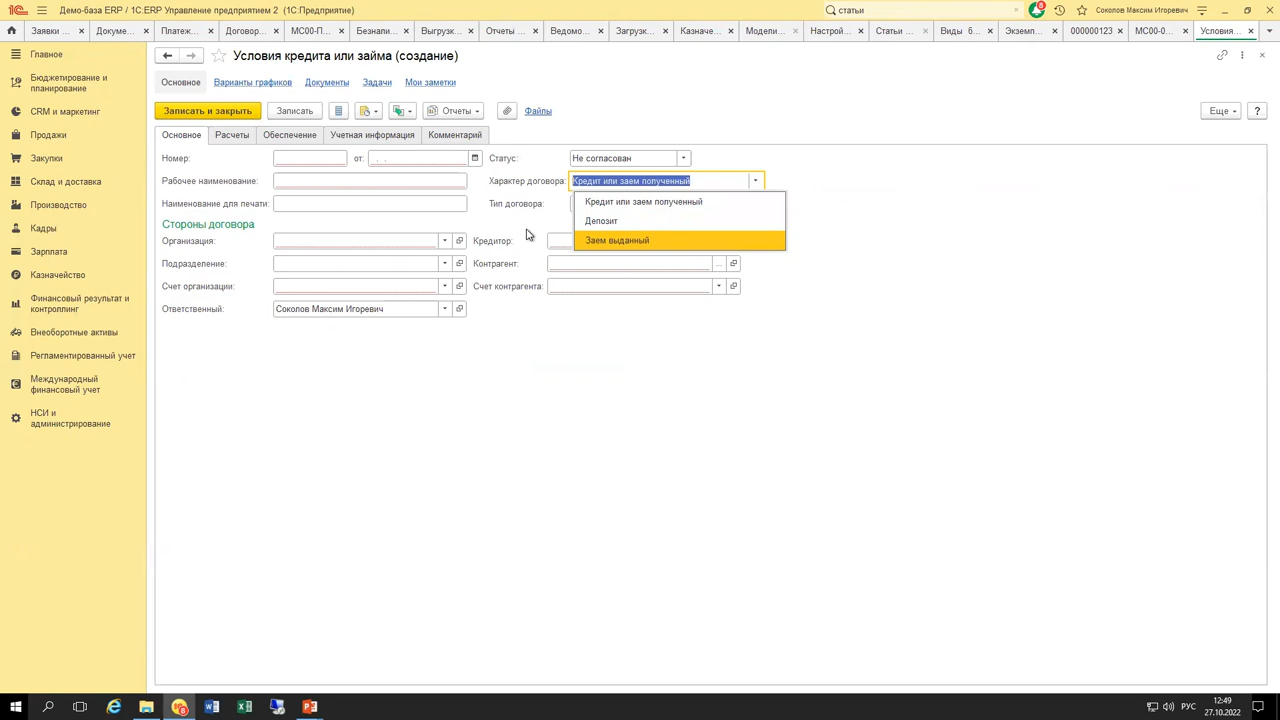 1С Демо-база ERP / 1С:ERP Управление предприятием 2 (1С:Предприятие) статьи 8 Соколов Максим Игоревич
Заявки ... Докуме... Платеж... Договор... МС00-П... Безнали... Выгрузк... Отчеты ... Ведомо... Загрузк... Казначе... Модели... Настрой... Статьи ... Виды б... Экземп... 000000123 МС00-0... Условия...
Условия кредита или займа (создание)
Основное Варианты графиков Документы Задачи Мои заметки
Записать и закрыть Записать Отчеты Файлы Еще ?
Основное Расчеты Обеспечение Учетная информация Комментарий
Номер: от: . . Статус: Не согласован
Рабочее наименование: Характер договора: Кредит или заем полученный
Наименование для печати: Тип договора:
Кредит или заем полученный
Депозит
Заем выданный
Стороны договора
Организация: Кредитор:
Подразделение: Контрагент: ...
Счет организации: Счет контрагента:
Ответственный: Соколов Максим Игоревич
Главное
Бюджетирование и
планирование
CRM и маркетинг
Продажи
Закупки
Склад и доставка
Производство
Кадры
Зарплата
Казначейство
Финансовый результат и
контроллинг
Внеоборотные активы
Регламентированный учет
Международный
финансовый учет
НСИ и
администрирование
РУС
12:49
27.10.2022